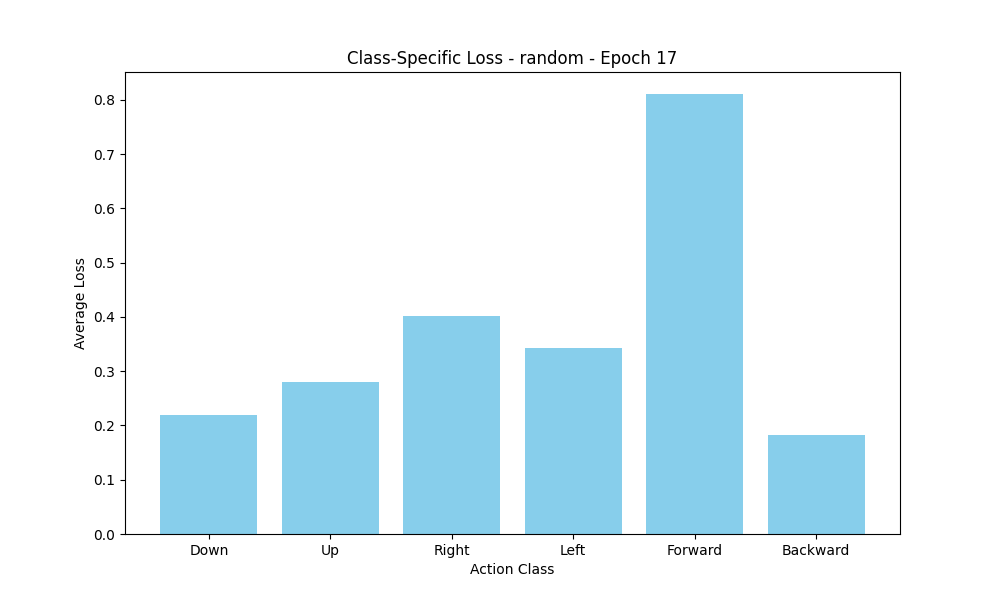 Class-Specific Loss - random - Epoch 17
Average Loss
0.8
0.7
0.6
0.5
0.4
0.3
0.2
0.1
0.0
Down Up Right Left Forward Backward
Action Class